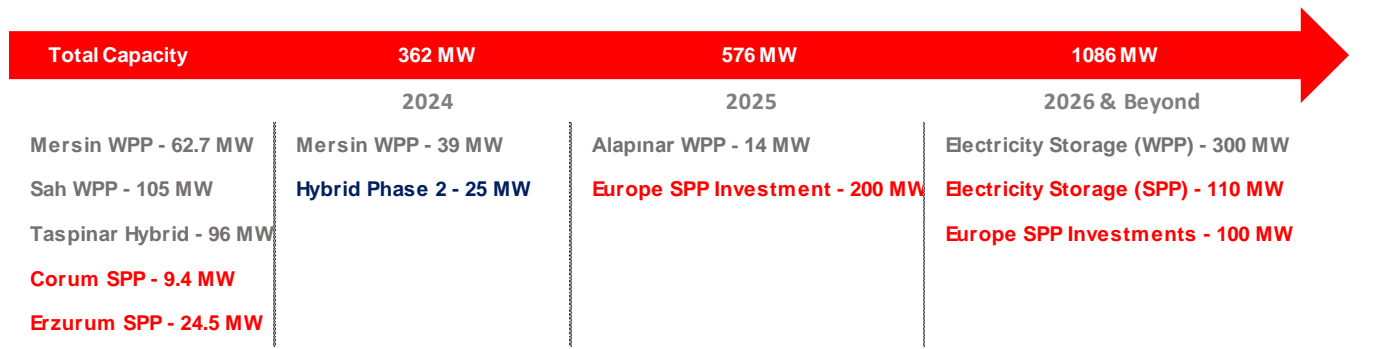 Total Capacity 362 MW 576 MW 1086 MW
2024 2025 2026 & Beyond
Mersin WPP - 62.7 MW Mersin WPP - 39 MW Alapınar WPP - 14 MW Electricity Storage (WPP) - 300 MW
Sah WPP - 105 MW Hybrid Phase 2 - 25 MW Europe SPP Investment - 200 MW Electricity Storage (SPP) - 110 MW
Taspinar Hybrid - 96 MW Europe SPP Investments - 100 MW
Corum SPP - 9.4 MW
Erzurum SPP - 24.5 MW